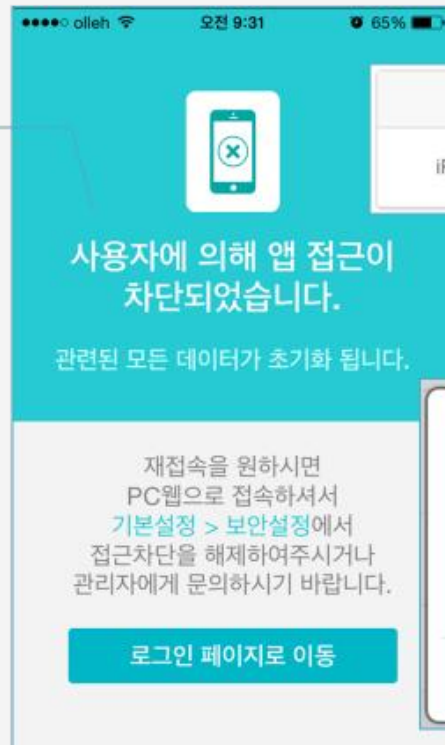 olleh 오전 9:31 65%
사용자에 의해 앱 접근이
차단되었습니다.
관련된 모든 데이터가 초기화 됩니다.
재접속을 원하시면
PC웹으로 접속하셔서
기본설정 > 보안설정에서
접근차단을 해제하여주시거나
관리자에게 문의하시기 바랍니다.
로그인 페이지로 이동